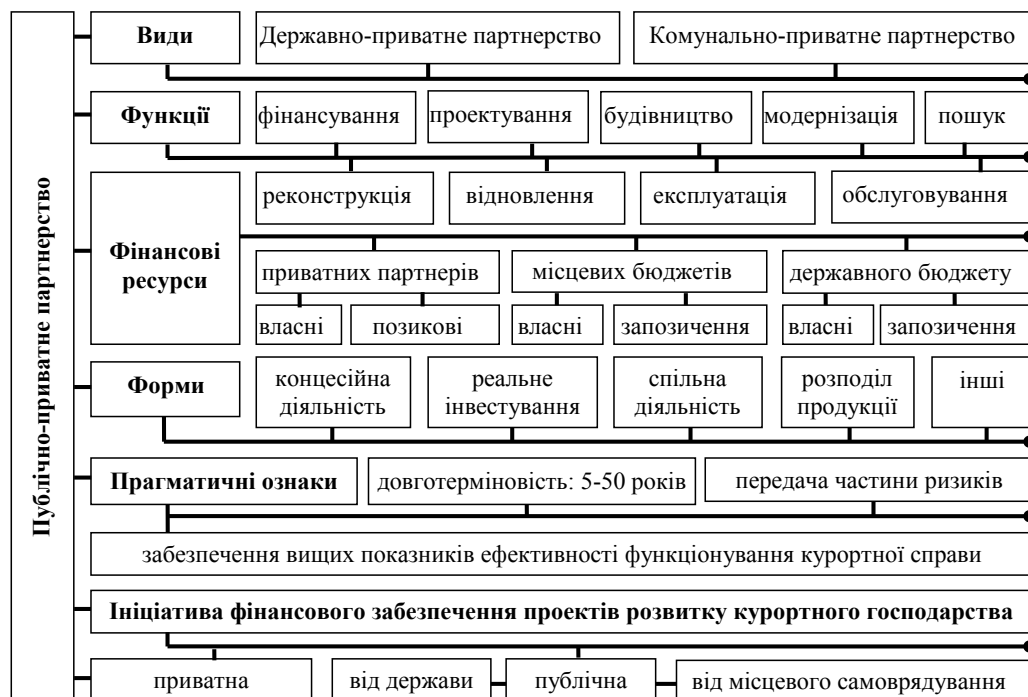 Публічно-приватне партнерство
Види
Державно-приватне партнерство
Комунально-приватне партнерство
Функції
фінансування
проектування
будівництво
модернізація
пошук
реконструкція
відновлення
експлуатація
обслуговування
Фінансові
ресурси
приватних партнерів
місцевих бюджетів
державного бюджету
власні
позикові
власні
запозичення
власні
запозичення
Форми
концесійна
діяльність
реальне
інвестування
спільна
діяльність
розподіл
продукції
інші
Прагматичні ознаки
довготерміновість: 5-50 років
передача частини ризиків
забезпечення вищих показників ефективності функціонування курортної справи
Ініціатива фінансового забезпечення проектів розвитку курортного господарства
приватна
від держави
публічна
від місцевого самоврядування